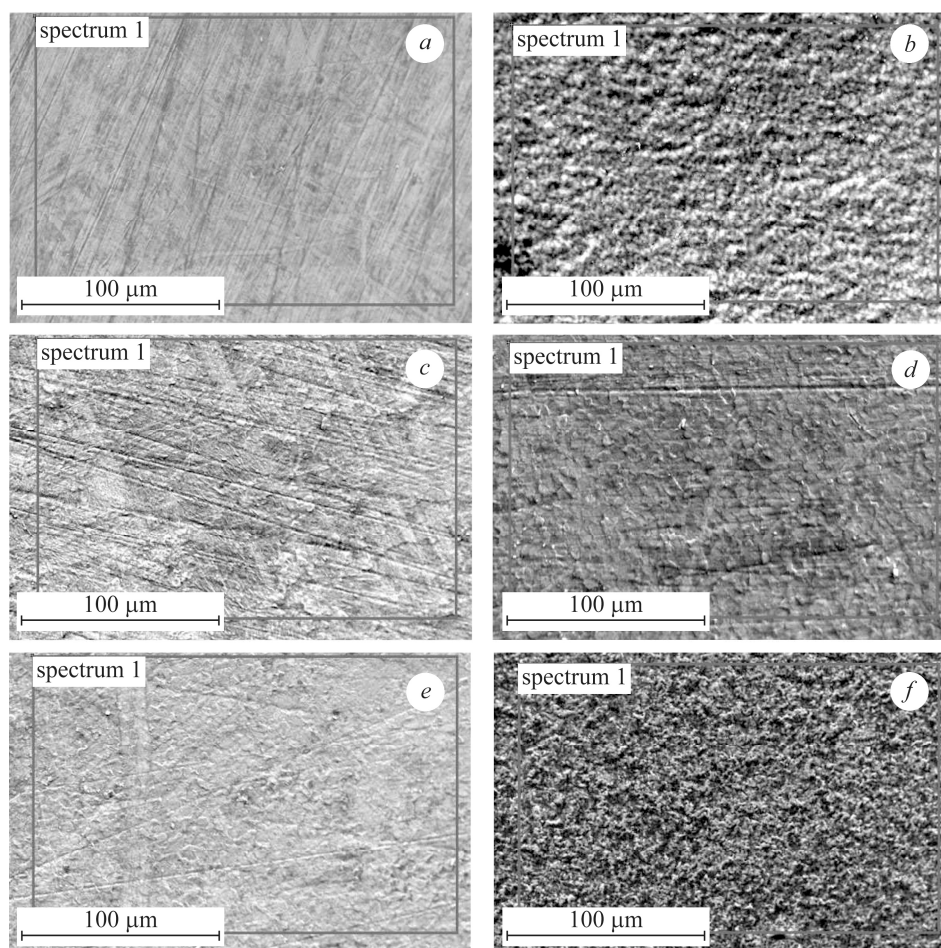 spectrum 1
a
100 μm
spectrum 1
b
100 μm
spectrum 1
c
100 μm
spectrum 1
d
100 μm
spectrum 1
e
100 μm
spectrum 1
f
100 μm